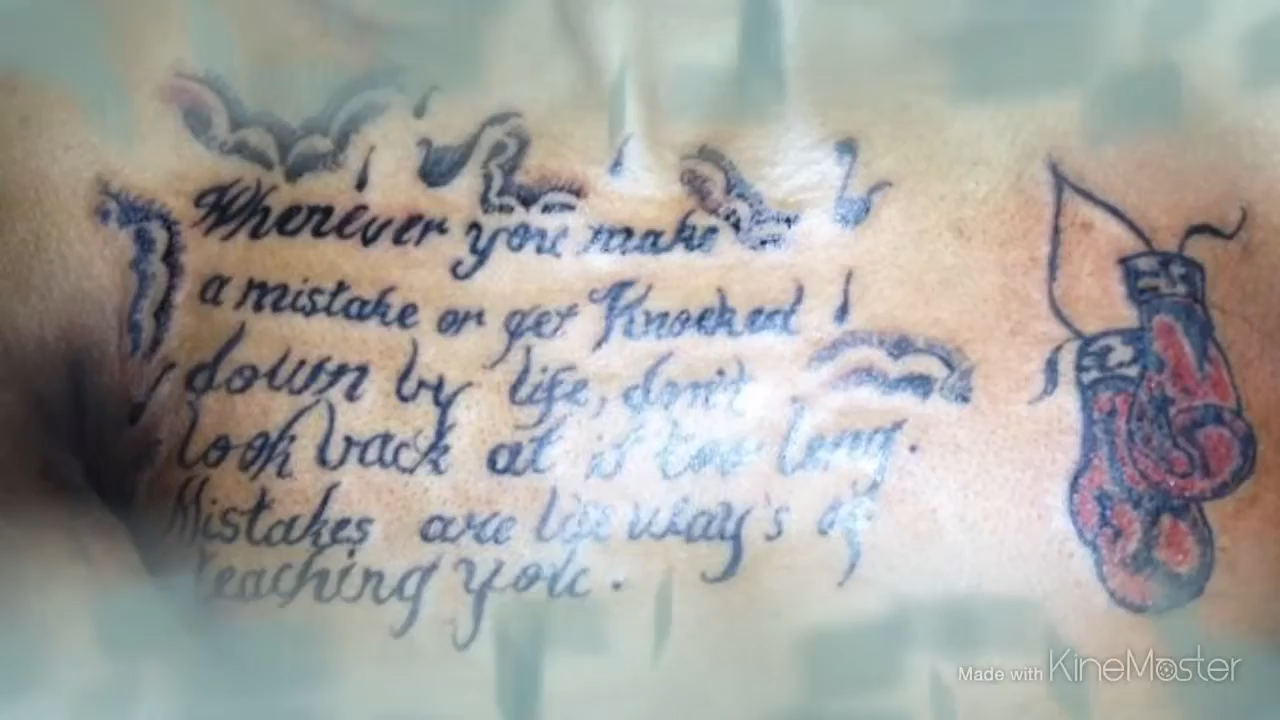 Whenever you make
a mistake or get Knocked
down by life, don't
look back at it too long.
Mistakes are life way's of
teaching you.
Made with KineMaster